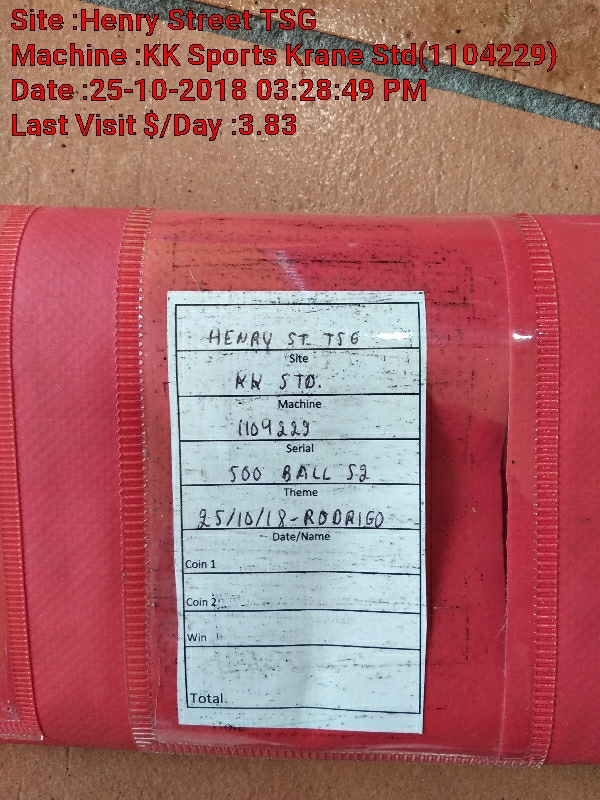 Site :Henry Street TSG
Machine :KK Sports Krane Std(1104229)
Date :25-10-2018 03:28:49 PM
Last Visit $/Day :3.83
HENRY ST. TSG
Site
KK STD.
Machine
1104229
Serial
500 BALL S2
Theme
25/10/18-RODRIGO
Date/Name
Coin 1
Coin 2
Win
Total